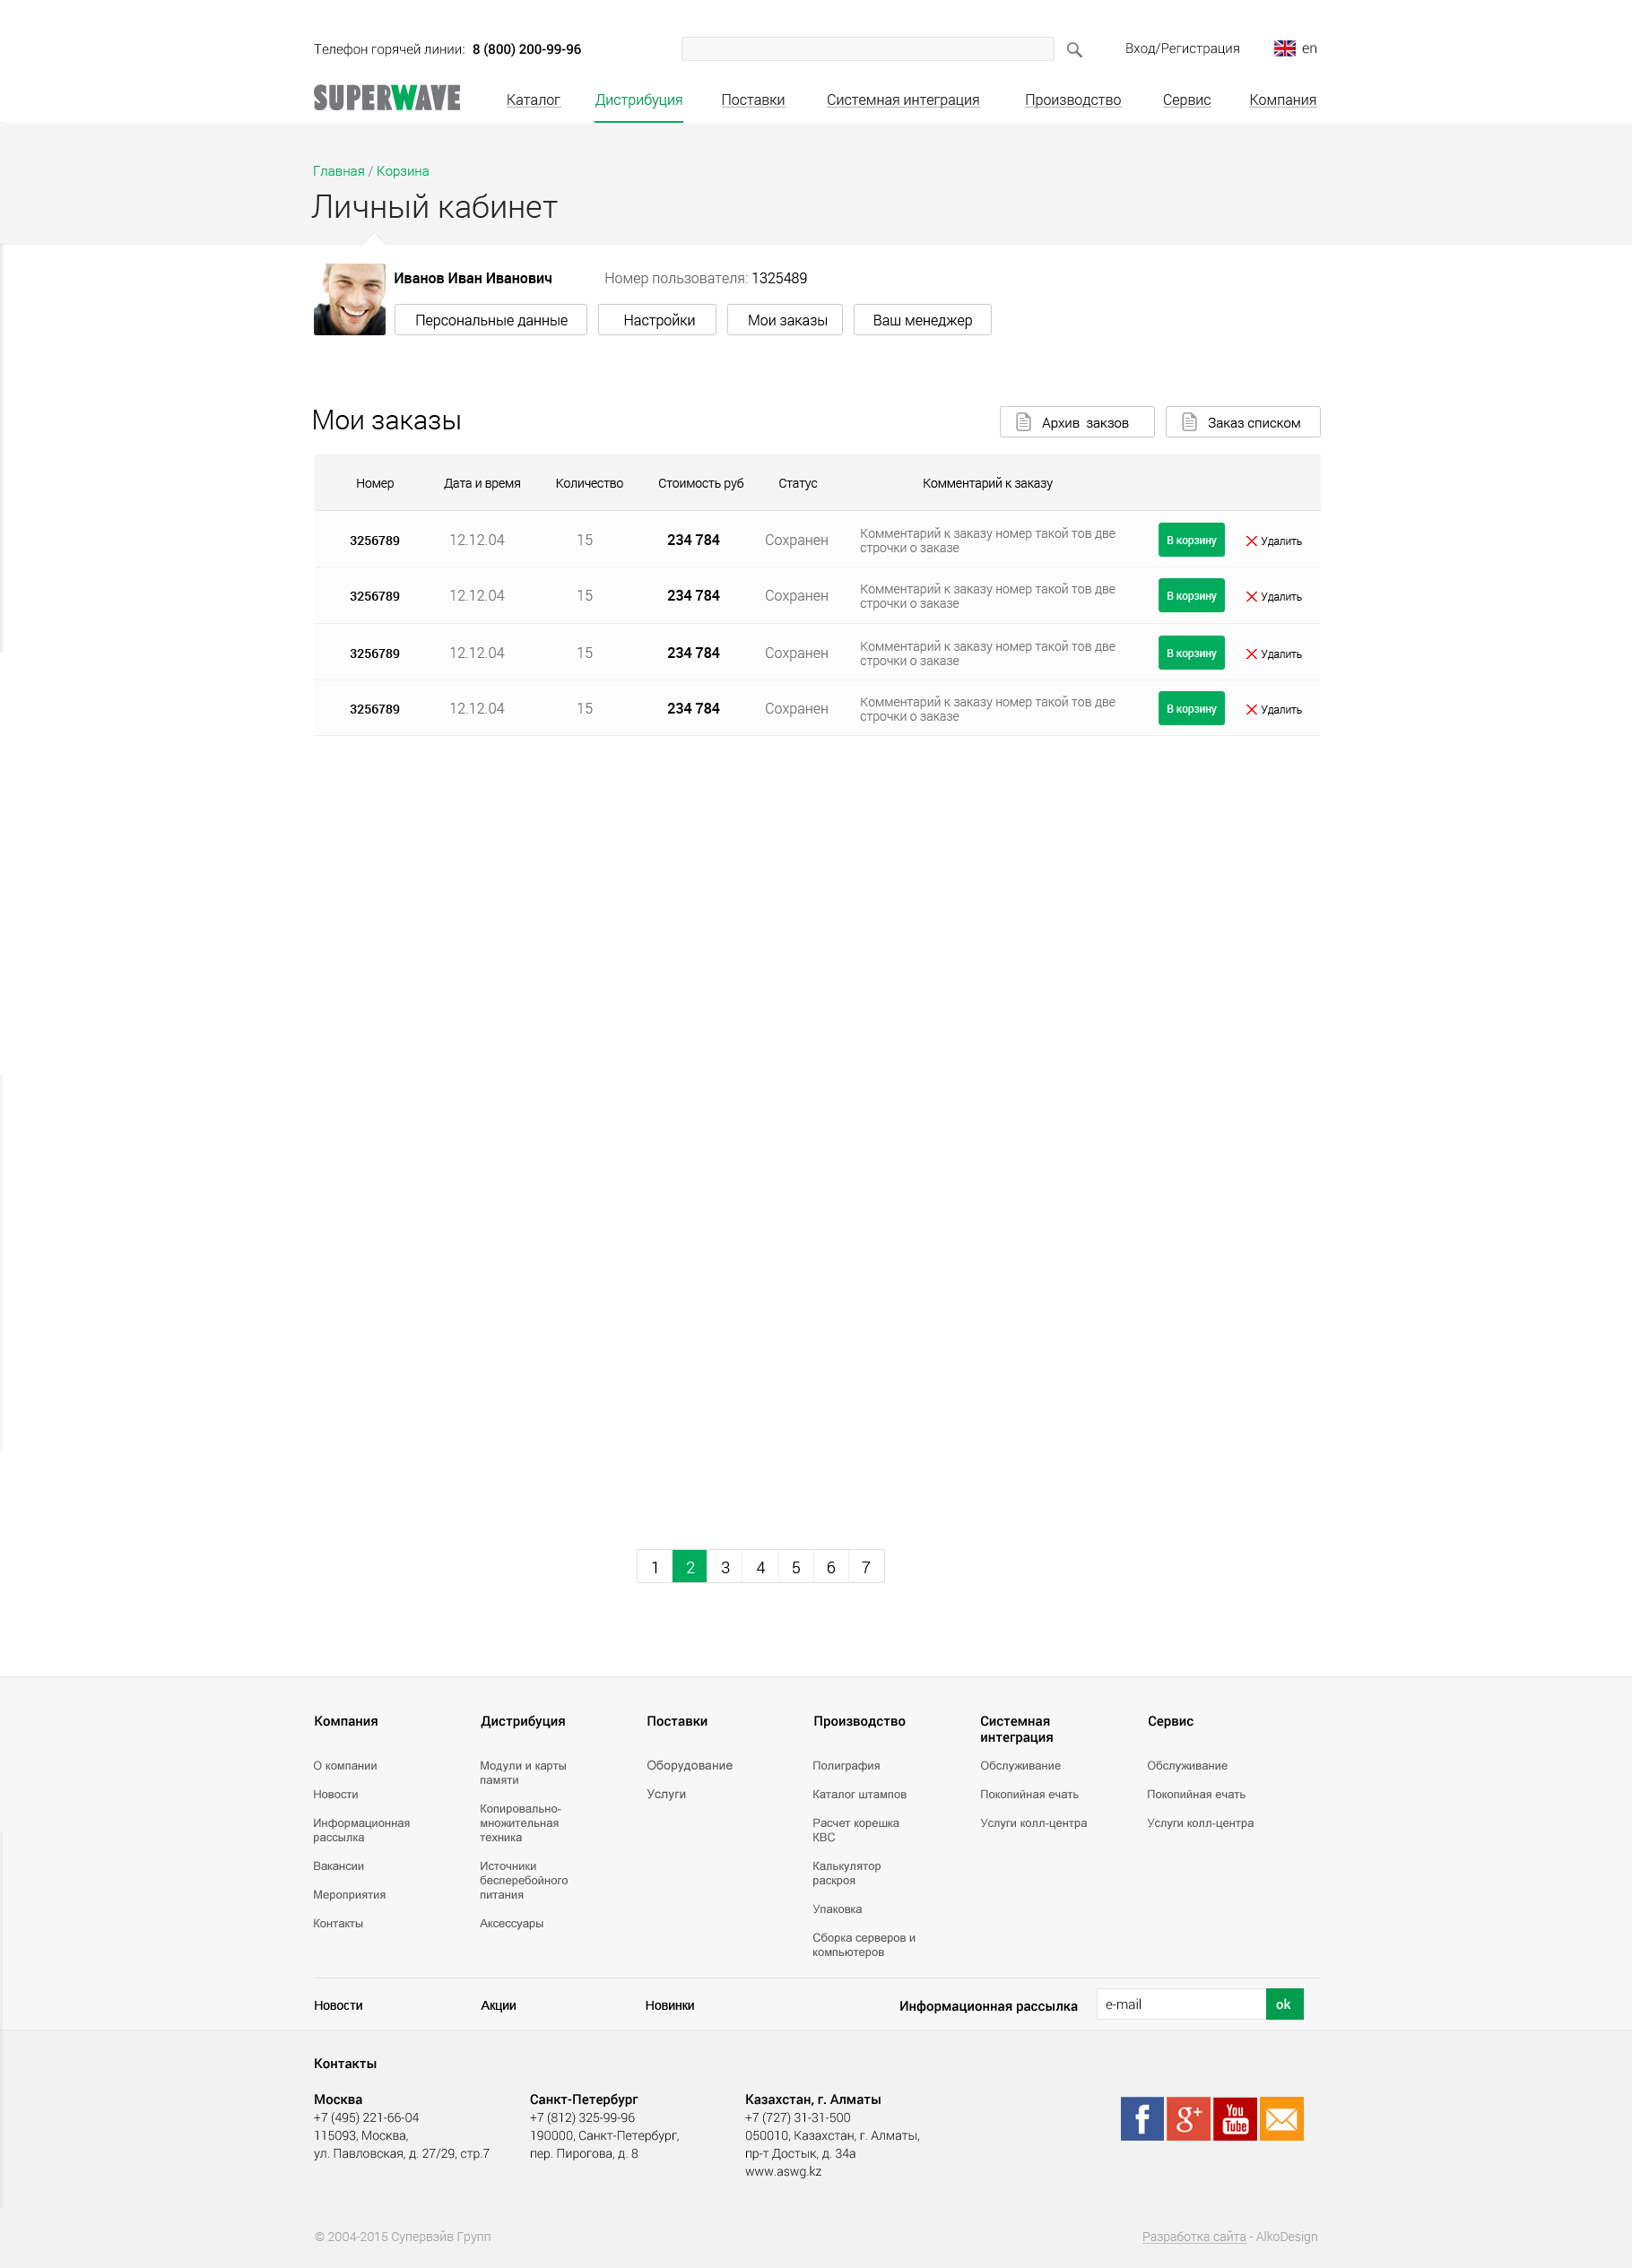 Телефон горячей линии: 8 (800) 200-99-96
Вход/Регистрация
en
SUPERWAVE
Каталог
Дистрибуция
Поставки
Системная интеграция
Производство
Сервис
Компания
Главная / Корзина
Личный кабинет
Иванов Иван Иванович
Номер пользователя: 1325489
Персональные данные
Настройки
Мои заказы
Ваш менеджер
Мои заказы
Архив закзов
Заказ списком
Номер Дата и время Количество Стоимость руб Статус Комментарий к заказу
3256789 12.12.04 15 234 784 Сохранен Комментарий к заказу номер такой тов две
строчки о заказе
В корзину
Удалить
3256789 12.12.04 15 234 784 Сохранен Комментарий к заказу номер такой тов две
строчки о заказе
В корзину
Удалить
3256789 12.12.04 15 234 784 Сохранен Комментарий к заказу номер такой тов две
строчки о заказе
В корзину
Удалить
3256789 12.12.04 15 234 784 Сохранен Комментарий к заказу номер такой тов две
строчки о заказе
В корзину
Удалить
1 2 3 4 5 6 7
Компания
О компании
Новости
Информационная
рассылка
Вакансии
Мероприятия
Контакты
Дистрибуция
Модули и карты
памяти
Копировально-
множительная
техника
Источники
бесперебойного
питания
Аксессуары
Поставки
Оборудование
Услуги
Производство
Полиграфия
Каталог штампов
Расчет корешка
КВС
Калькулятор
раскроя
Упаковка
Сборка серверов и
компьютеров
Системная
интеграция
Обслуживание
Покопийная ечать
Услуги колл-центра
Сервис
Обслуживание
Покопийная ечать
Услуги колл-центра
Новости
Акции
Новинки
Информационная рассылка
e-mail
ok
Контакты
Москва
+7 (495) 221-66-04
115093, Москва,
ул. Павловская, д. 27/29, стр.7
Санкт-Петербург
+7 (812) 325-99-96
190000, Санкт-Петербург,
пер. Пирогова, д. 8
Казахстан, г. Алматы
+7 (727) 31-31-500
050010, Казахстан, г. Алматы,
пр-т Достык, д. 34а
www.aswg.kz
f
g+
You
Tube
© 2004-2015 Супервэйв Групп
Разработка сайта - AlkoDesign